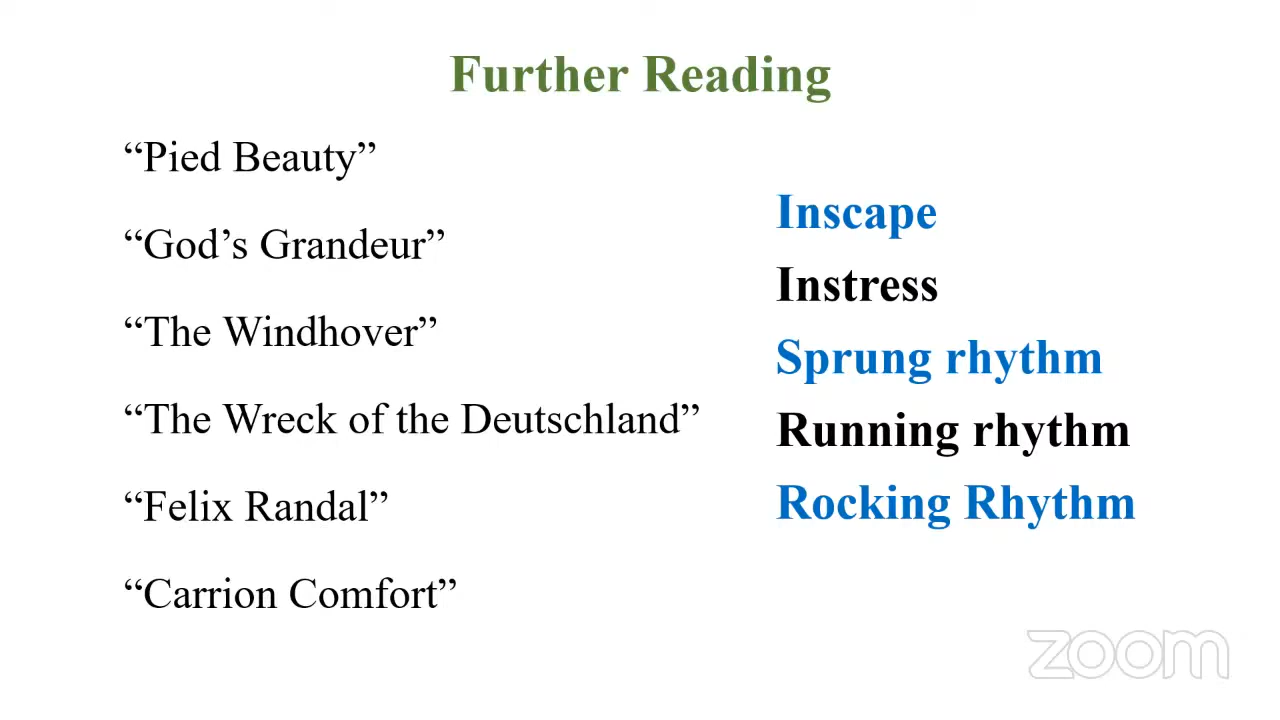 Further Reading
“Pied Beauty”
“God’s Grandeur”
“The Windhover”
“The Wreck of the Deutschland”
“Felix Randal”
“Carrion Comfort”
Inscape
Instress
Sprung rhythm
Running rhythm
Rocking Rhythm
zoom